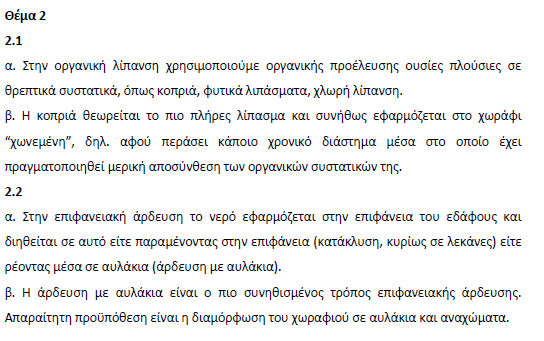 Θέμα 2
2.1
α. Στην οργανική λίπανση χρησιμοποιούμε οργανικής προέλευσης ουσίες πλούσιες σε
θρεπτικά συστατικά, όπως κοπριά, φυτικά λιπάσματα, χλωρή λίπανση.
β. Η κοπριά θεωρείται το πιο πλήρες λίπασμα και συνήθως εφαρμόζεται στο χωράφι
“χωνεμένη”, δηλ. αφού περάσει κάποιο χρονικό διάστημα μέσα στο οποίο έχει
πραγματοποιηθεί μερική αποσύνθεση των οργανικών συστατικών της.
2.2
α. Στην επιφανειακή άρδευση το νερό εφαρμόζεται στην επιφάνεια του εδάφους και
διηθείται σε αυτό είτε παραμένοντας στην επιφάνεια (κατάκλυση, κυρίως σε λεκάνες) είτε
ρέοντας μέσα σε αυλάκια (άρδευση με αυλάκια).
β. Η άρδευση με αυλάκια είναι ο πιο συνηθισμένος τρόπος επιφανειακής άρδευσης.
Απαραίτητη προϋπόθεση είναι η διαμόρφωση του χωραφιού σε αυλάκια και αναχώματα.